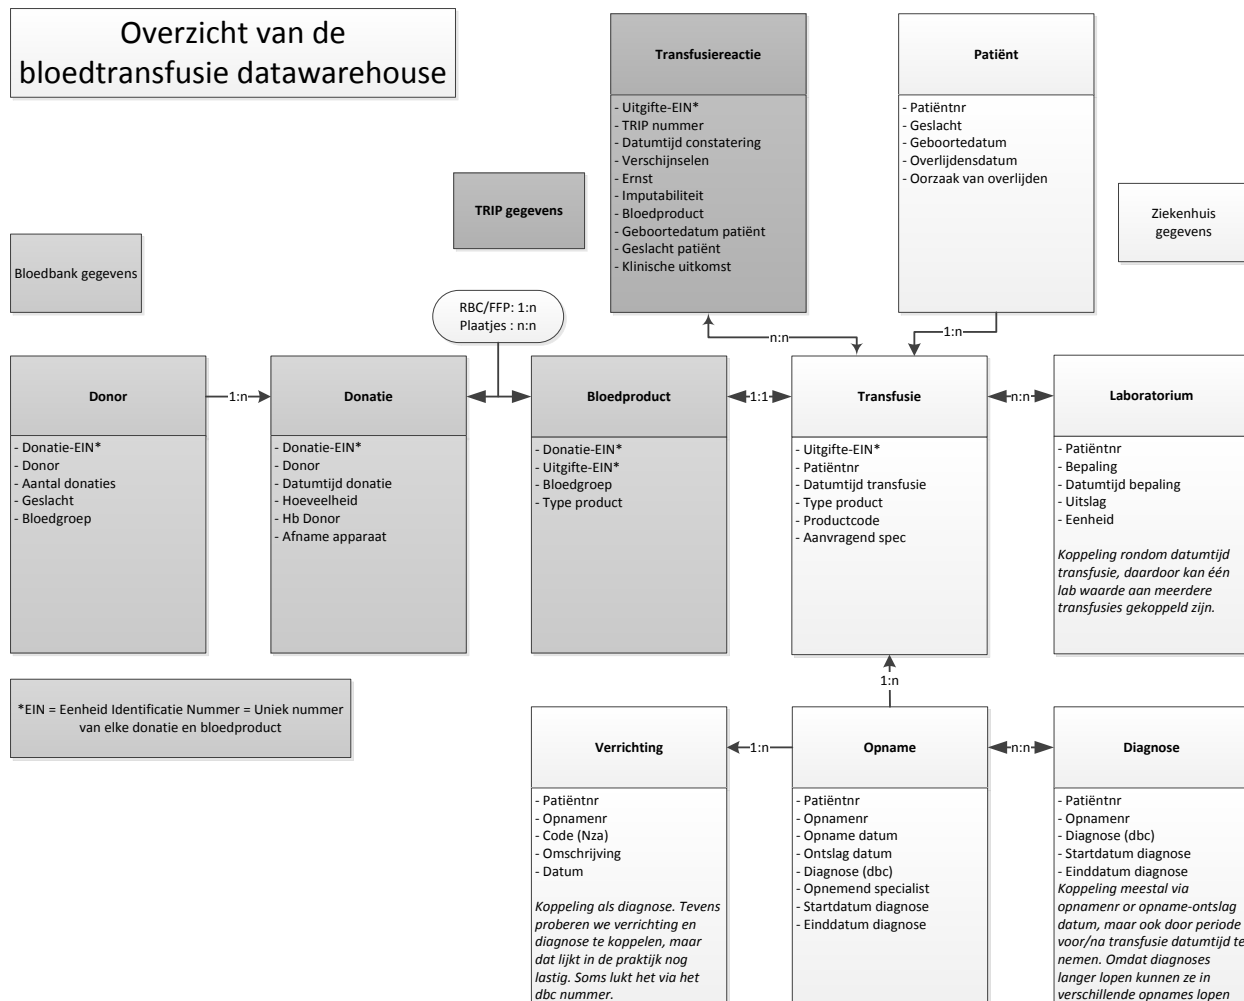 Overzicht van de
bloedtransfusie datawarehouse
Transfusiereactie
- Uitgifte-EIN*
- TRIP nummer
- Datumtijd constatering
- Verschijnselen
- Ernst
- Imputabiliteit
- Bloedproduct
- Geboortedatum patiënt
- Geslacht patiënt
- Klinische uitkomst
Patiënt
- Patiëntnr
- Geslacht
- Geboortedatum
- Overlijdensdatum
- Oorzaak van overlijden
TRIP gegevens
Ziekenhuis
gegevens
Bloedbank gegevens
RBC/FFP: 1:n
Plaatjes : n:n
n:n
1:n
Donor
- Donatie-EIN*
- Donor
- Aantal donaties
- Geslacht
- Bloedgroep
1:n
Donatie
- Donatie-EIN*
- Donor
- Datumtijd donatie
- Hoeveelheid
- Hb Donor
- Afname apparaat
Bloedproduct
- Donatie-EIN*
- Uitgifte-EIN*
- Bloedgroep
- Type product
1:1
Transfusie
- Uitgifte-EIN*
- Patiëntnr
- Datumtijd transfusie
- Type product
- Productcode
- Aanvragend spec
n:n
Laboratorium
- Patiëntnr
- Bepaling
- Datumtijd bepaling
- Uitslag
- Eenheid
Koppeling rondom datumtijd
transfusie, daardoor kan één
lab waarde aan meerdere
transfusies gekoppeld zijn.
*EIN = Eenheid Identificatie Nummer = Uniek nummer
van elke donatie en bloedproduct
1:n
Verrichting
- Patiëntnr
- Opnamenr
- Code (Nza)
- Omschrijving
- Datum
Koppeling als diagnose. Tevens
proberen we verrichting en
diagnose te koppelen, maar
dat lijkt in de praktijk nog
lastig. Soms lukt het via het
dbc nummer.
1:n
Opname
- Patiëntnr
- Opnamenr
- Opname datum
- Ontslag datum
- Diagnose (dbc)
- Opnemend specialist
- Startdatum diagnose
- Einddatum diagnose
n:n
Diagnose
- Patiëntnr
- Opnamenr
- Diagnose (dbc)
- Startdatum diagnose
- Einddatum diagnose
Koppeling meestal via
opnamenr or opname-ontslag
datum, maar ook door periode
voor/na transfusie datumtijd te
nemen. Omdat diagnoses
langer lopen kunnen ze in
verschillende opnames lopen